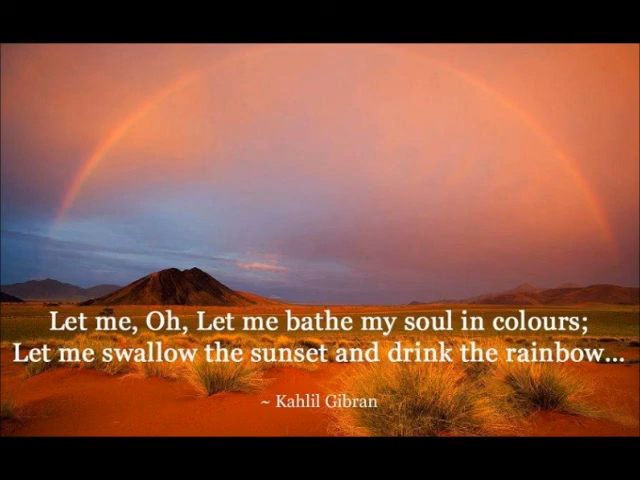 Let me, Oh, Let me bathe my soul in colours;
Let me swallow the sunset and drink the rainbow...
~ Kahlil Gibran